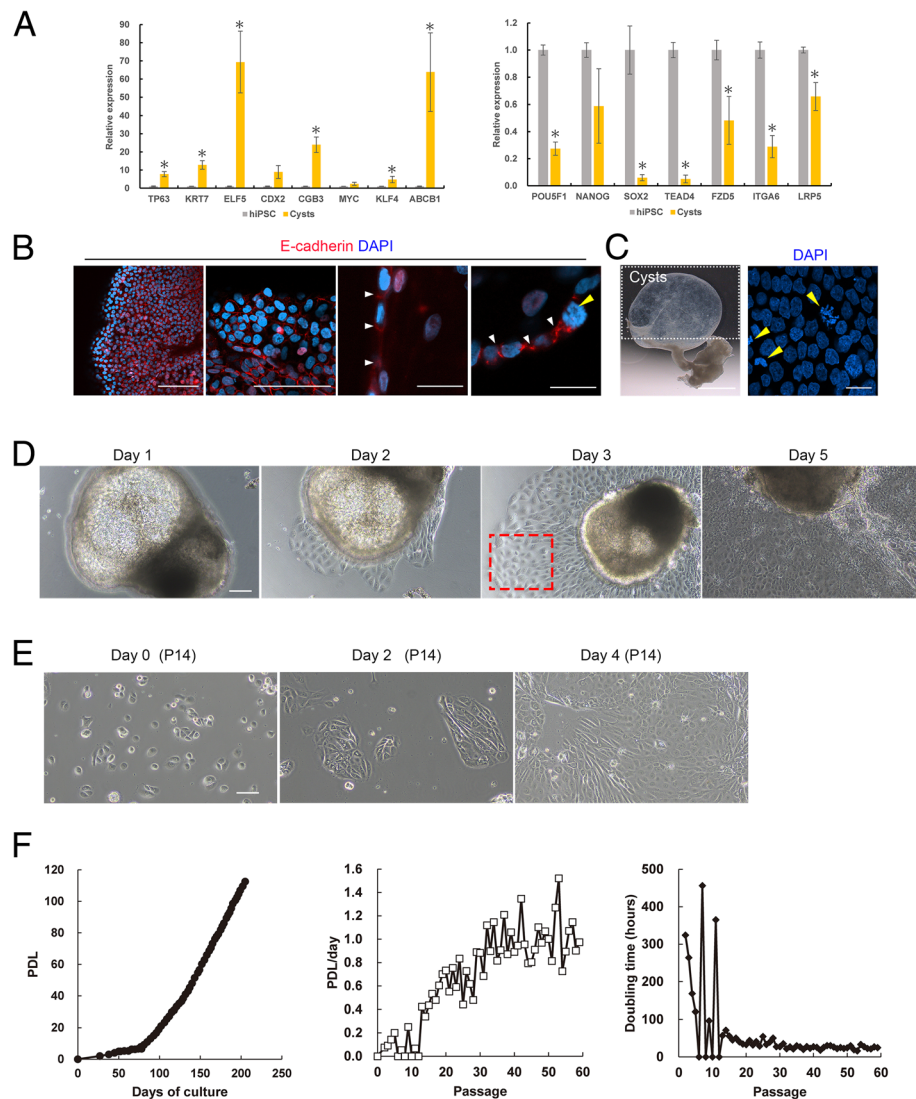 A
Relative expression
90
80
70
60
50
40
30
20
10
0
* * * * * *
TP63 KRT7 ELF5 CDX2 CGB3 MYC KLF4 ABCB1
hiPSC Cysts
Relative expression
1.2
1.0
0.8
0.6
0.4
0.2
0.0
* * * * * *
POU5F1 NANOG SOX2 TEAD4 FZD5 ITGA6 LRP5
hiPSC Cysts
B
E-cadherin DAPI
C
Cysts
DAPI
D
Day 1 Day 2 Day 3 Day 5
E
Day 0 (P14) Day 2 (P14) Day 4 (P14)
F
PDL
120
100
80
60
40
20
0
0 50 100 150 200 250
Days of culture
PDL/day
1.6
1.4
1.2
1.0
0.8
0.6
0.4
0.2
0.0
0 10 20 30 40 50 60
Passage
Doubling time (hours)
500
400
300
200
100
0
0 10 20 30 40 50 60
Passage